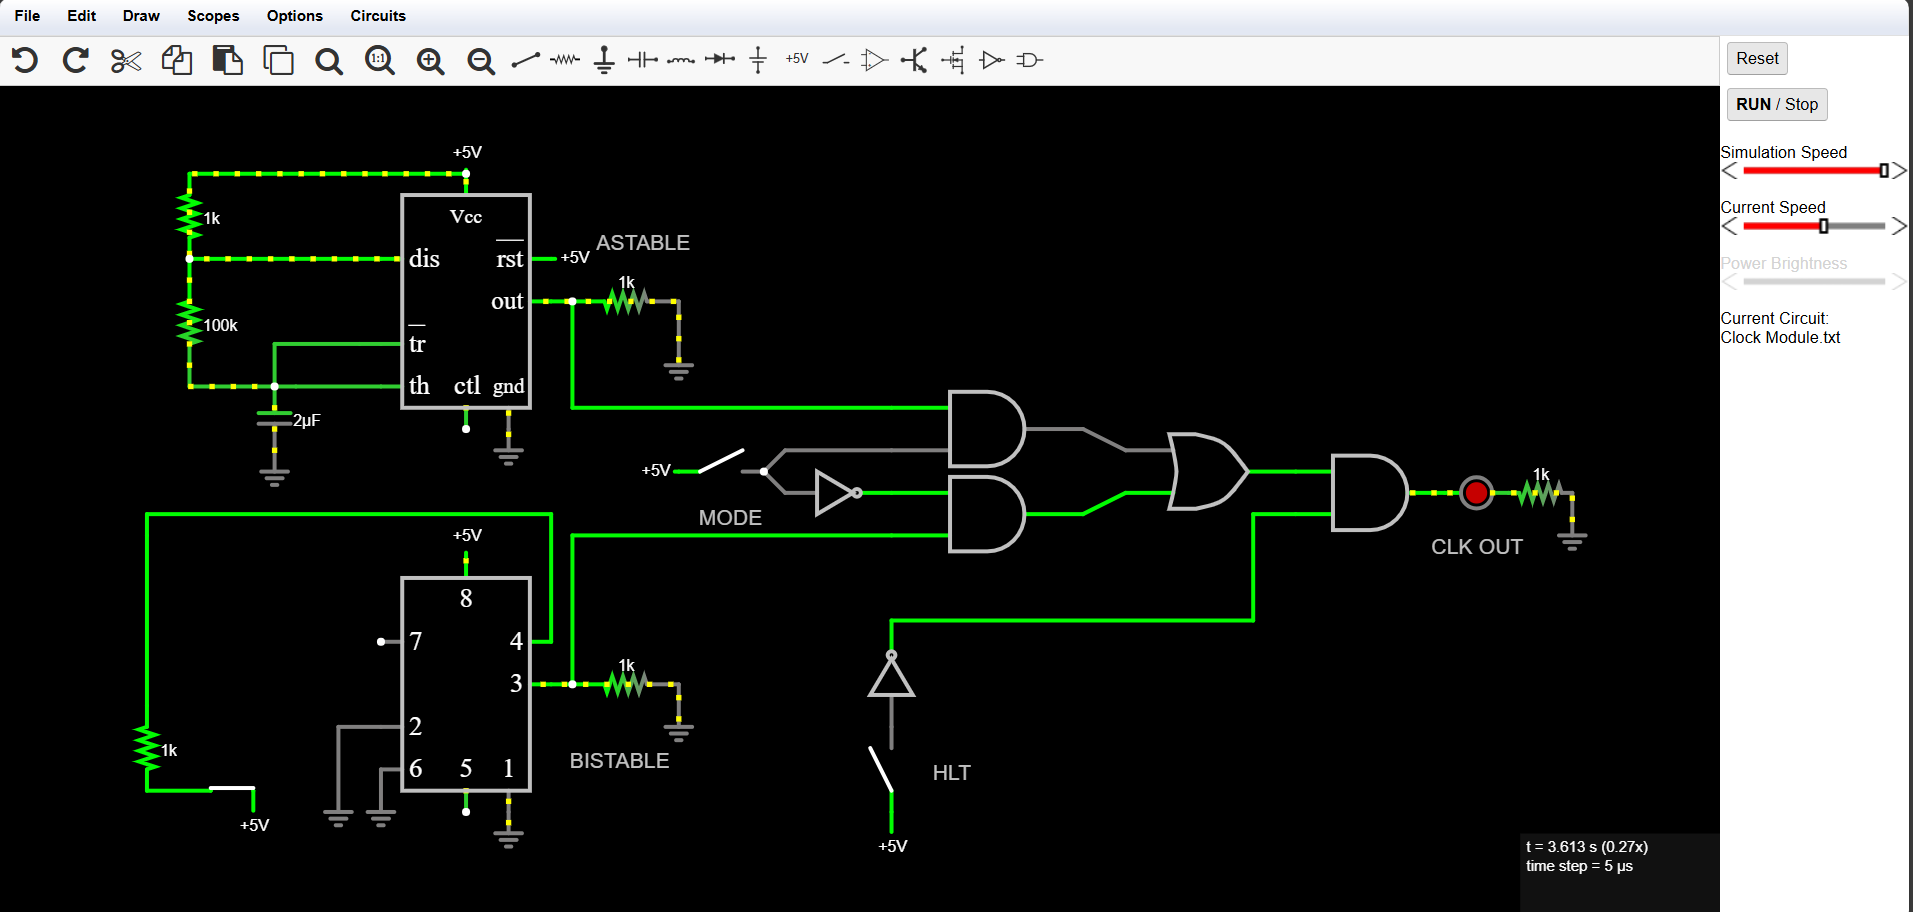 File Edit Draw Scopes Options Circuits
1:1 +5V
Reset
RUN / Stop
Simulation Speed
Current Speed
Power Brightness
Current Circuit:
Clock Module.txt
+5V
1k
Vcc
dis
rst
+5V
ASTABLE
out
1k
100k
tr
th
ctl
gnd
2μF
+5V
MODE
1k
CLK OUT
+5V
8
7
4
3
1k
2
BISTABLE
6
5
1
1k
+5V
HLT
+5V
t = 3.613 s (0.27x)
time step = 5 μs